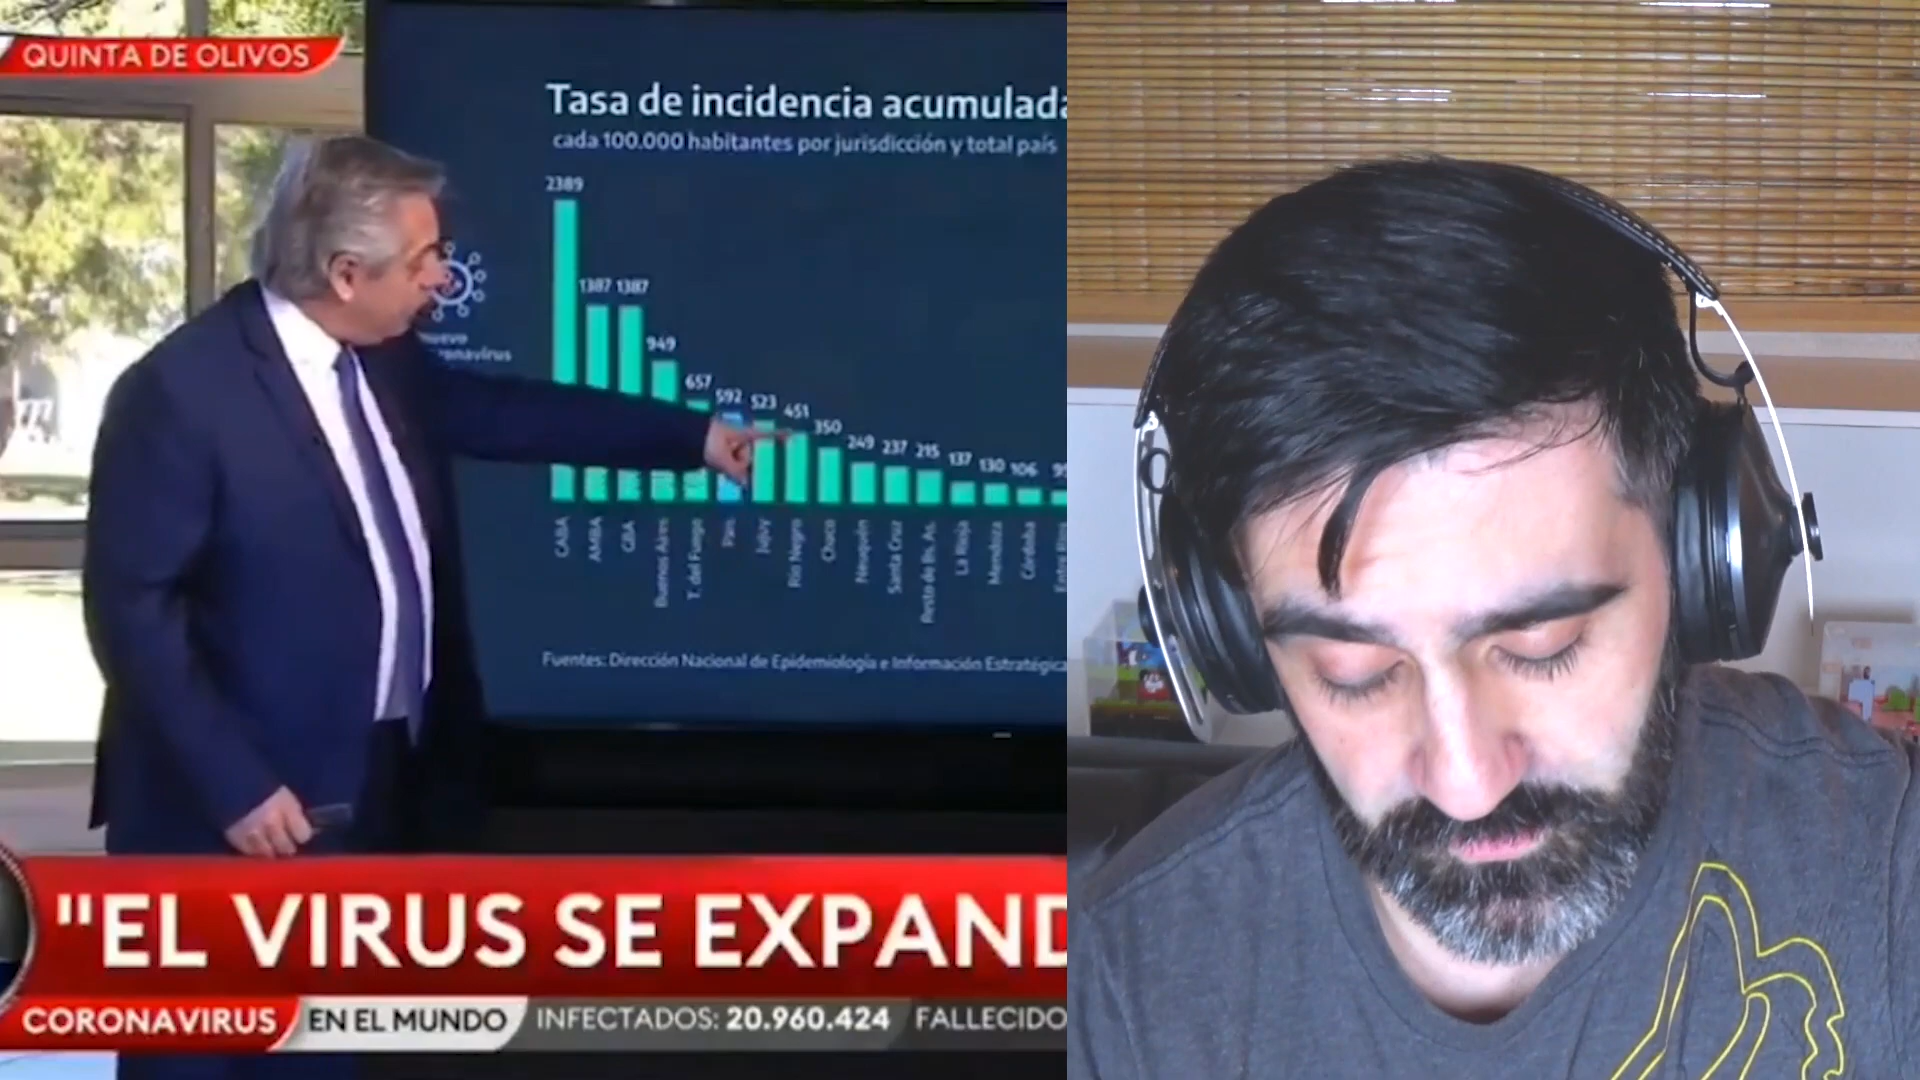 QUINTA DE OLIVOS
Tasa de incidencia acumulada
cada 100.000 habitantes por jurisdicción y total país
2389
1387 1387
949
657
592
523
451
350
249
237
215
137
130
106
nuevo
CABA
AMBA
GBA
Buenos Aires
T. del Fuego
País
Jujuy
Río Negro
Chaco
Neuquén
Santa Cruz
Resto de Bs. As.
La Rioja
Mendoza
Córdoba
Fuentes: Dirección Nacional de Epidemiología e Información Estratégica
"EL VIRUS SE EXPAND
CORONAVIRUS EN EL MUNDO INFECTADOS: 20.960.424 FALLECIDO